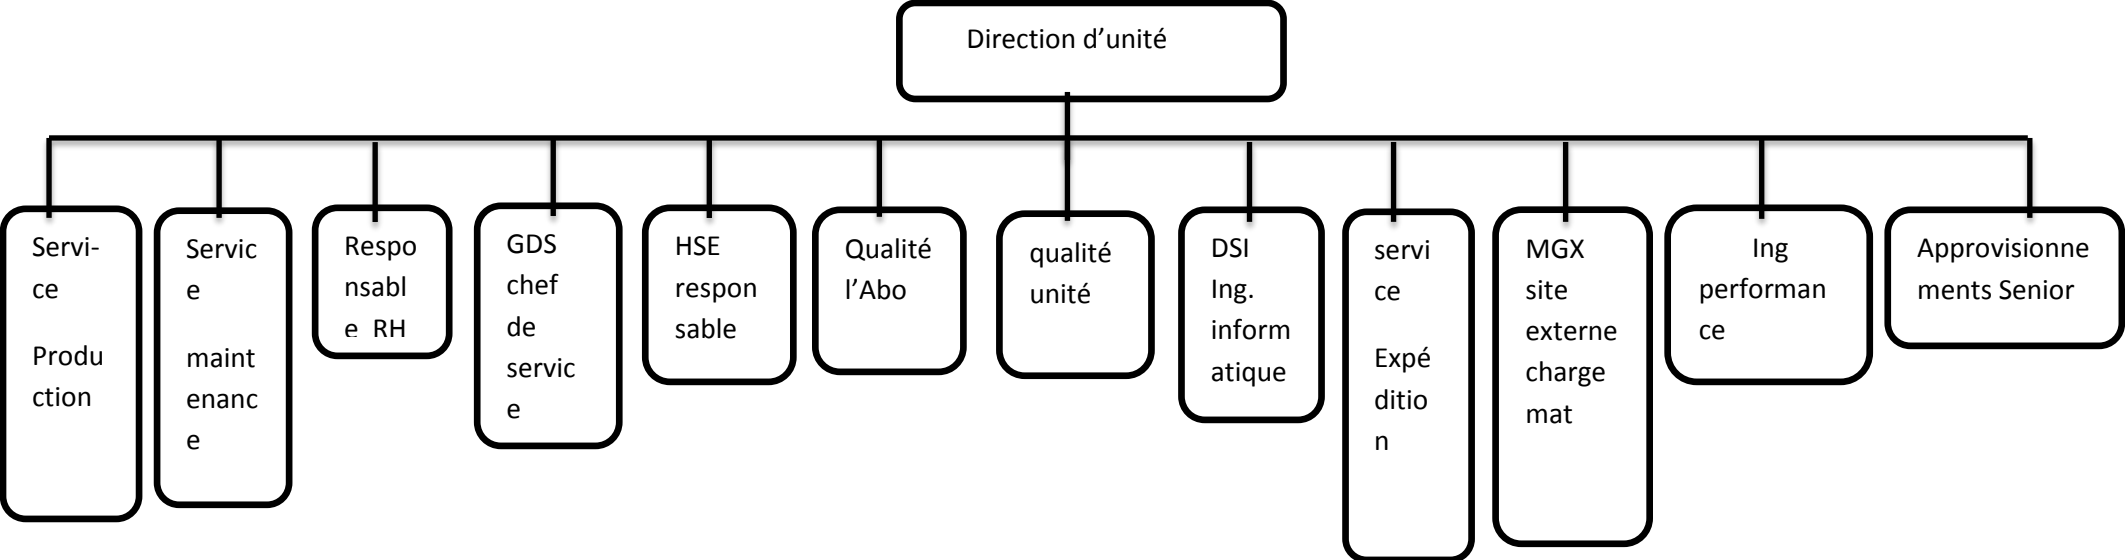 Direction d’unité
Servi-
ce
Produ
ction
Servic
e
maint
enanc
e
Respo
nsabl
e RH
GDS
chef
de
servic
e
HSE
respon
sable
Qualité
l’Abo
qualité
unité
DSI
Ing.
inform
atique
servi
ce
Expé
ditio
n
MGX
site
externe
charge
mat
Ing
performan
ce
Approvisionne
ments Senior